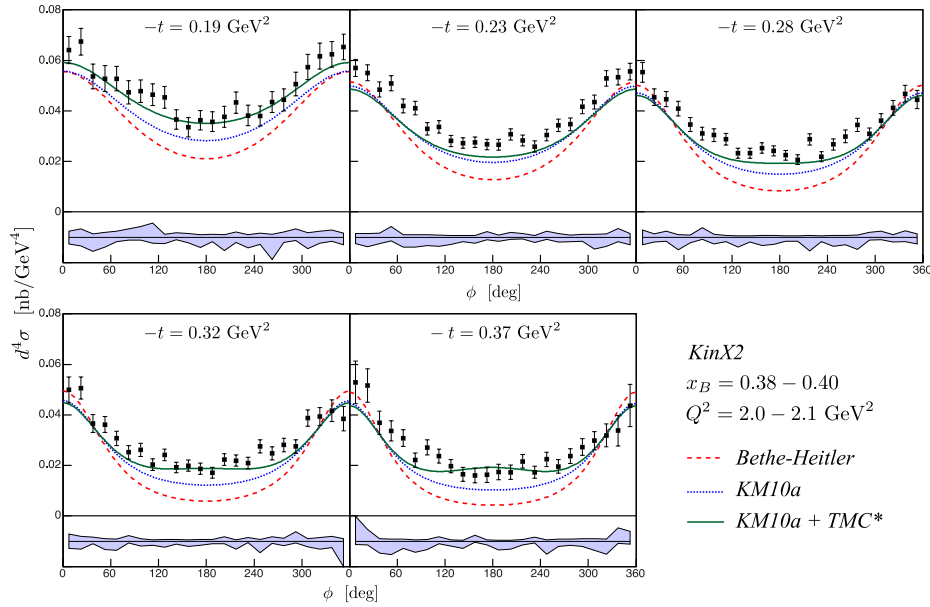 0.08
0.06
0.04
0.02
0
−t = 0.19 GeV²
−t = 0.23 GeV²
−t = 0.28 GeV²
0 60 120 180 240 300 0 60 120 180 240 300 0 60 120 180 240 300 360
ϕ [deg]
ϕ [deg]
d⁴σ [nb/GeV⁴]
0.08
0.06
0.04
0.02
0
−t = 0.32 GeV²
− t = 0.37 GeV²
0 60 120 180 240 300 0 60 120 180 240 300 360
ϕ [deg]
ϕ [deg]
KinX2
x_B = 0.38 − 0.40
Q² = 2.0 − 2.1 GeV²
Bethe-Heitler
KM10a
KM10a + TMC*